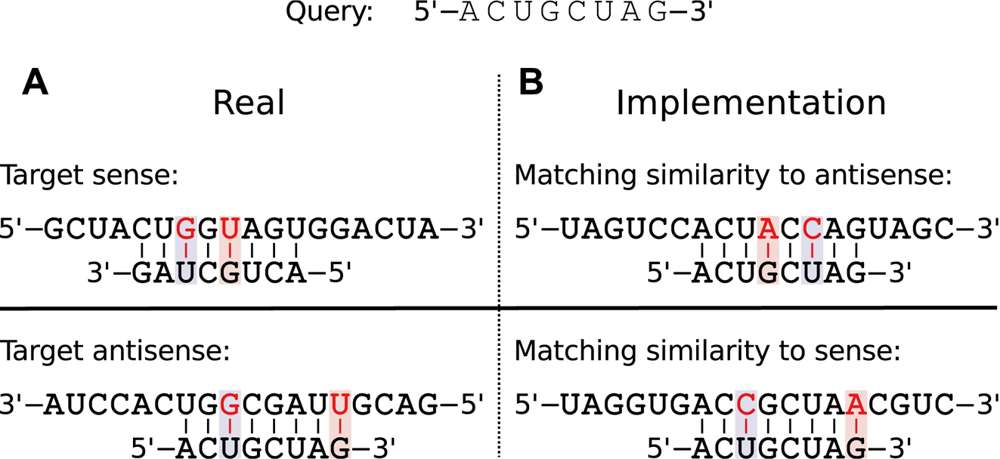 Query: 5'–ACUGCUAG–3'
A
Real
Target sense:
5'–GCUACUGGUAGUGGACUA–3'
3'–GAUCGUCA–5'
Target antisense:
3'–AUCCACUGGCGAUUGCAG–5'
5'–ACUGCUAG–3'
B
Implementation
Matching similarity to antisense:
5'–UAGUCCACUACCAGUAGC–3'
5'–ACUGCUAG–3'
Matching similarity to sense:
5'–UAGGUGACCGCUAACGUC–3'
5'–ACUGCUAG–3'